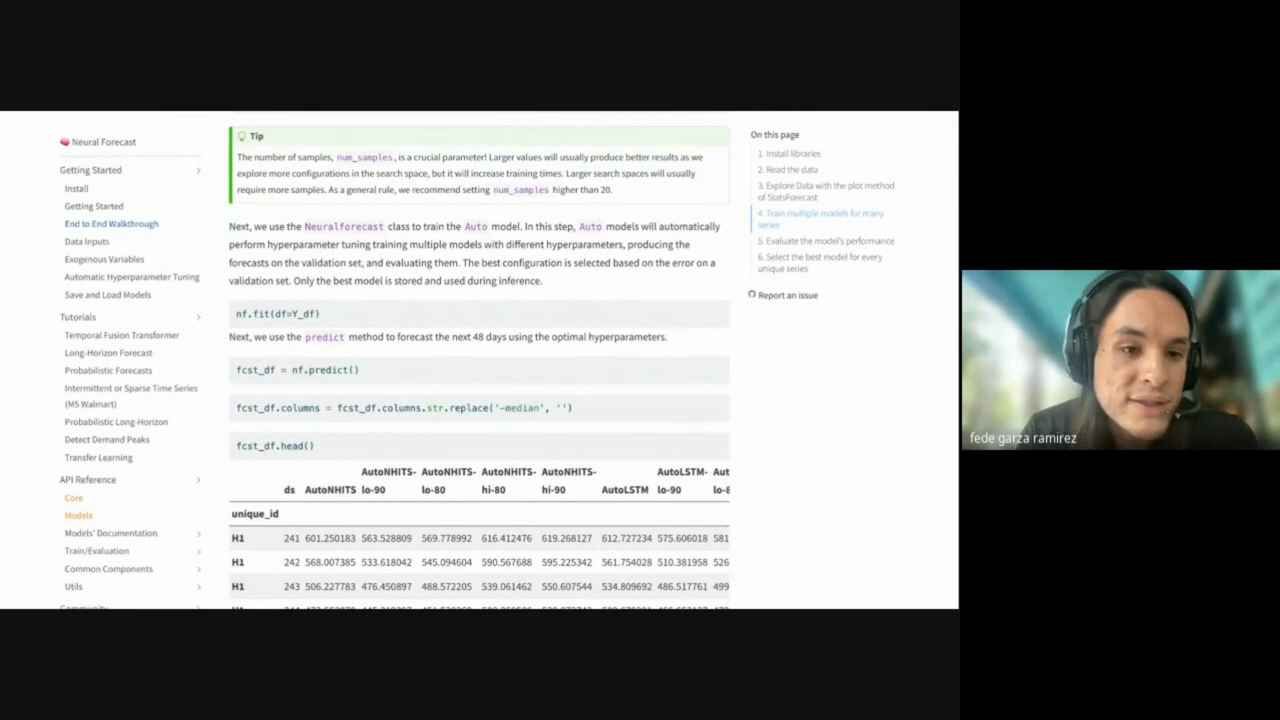 Neural Forecast
Getting Started
Install
Getting Started
End to End Walkthrough
Data Inputs
Exogenous Variables
Automatic Hyperparameter Tuning
Save and Load Models
Tutorials
Temporal Fusion Transformer
Long-Horizon Forecast
Probabilistic Forecasts
Intermittent or Sparse Time Series
(M5 Walmart)
Probabilistic Long-Horizon
Detect Demand Peaks
Transfer Learning
API Reference
Core
Models
Models' Documentation
Train/Evaluation
Common Components
Utils
Community
Tip
The number of samples, num_samples, is a crucial parameter! Larger values will usually produce better results as we
explore more configurations in the search space, but it will increase training times. Larger search spaces will usually
require more samples. As a general rule, we recommend setting num_samples higher than 20.
Next, we use the Neuralforecast class to train the Auto model. In this step, Auto models will automatically
perform hyperparameter tuning training multiple models with different hyperparameters, producing the
forecasts on the validation set, and evaluating them. The best configuration is selected based on the error on a
validation set. Only the best model is stored and used during inference.
nf.fit(df=Y_df)
Next, we use the predict method to forecast the next 48 days using the optimal hyperparameters.
fcst_df = nf.predict()
fcst_df.columns = fcst_df.columns.str.replace('-median', '')
fcst_df.head()
AutoNHITS- AutoNHITS- AutoNHITS- AutoNHITS- AutoLSTM- Aut
ds AutoNHITS lo-90 lo-80 hi-80 hi-90 AutoLSTM lo-90 lo-8
unique_id
H1 241 601.250183 563.528809 569.778992 616.412476 619.268127 612.727234 575.606018 581
H1 242 568.007385 533.618042 545.094604 590.567688 595.225342 561.754028 510.381958 526
H1 243 506.227783 476.450897 488.572205 539.061462 550.607544 534.809692 486.517761 499
On this page
1. Install libraries
2. Read the data
3. Explore Data with the plot method
of StatsForecast
4. Train multiple models for many
series
5. Evaluate the model's performance
6. Select the best model for every
unique series
Report an issue
fede garza ramirez